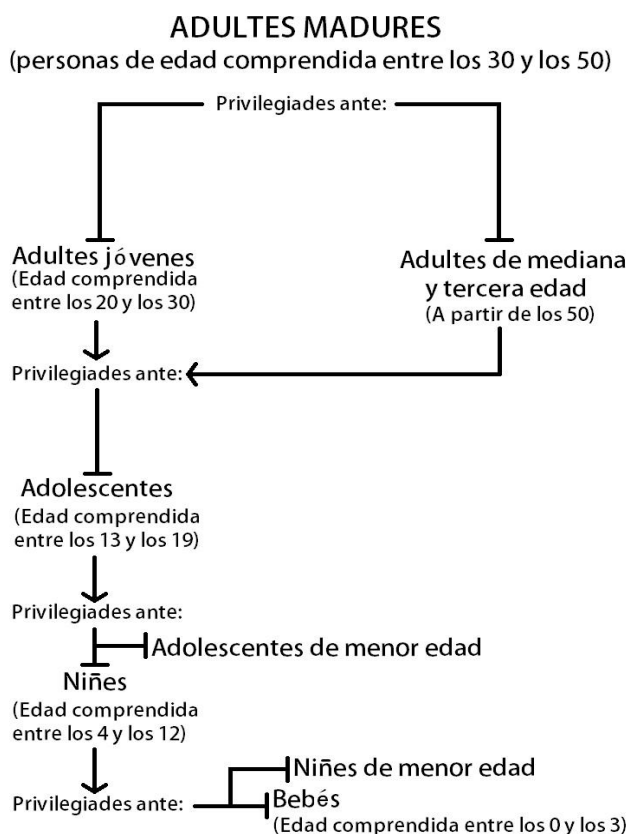 ADULTES MADURES
(personas de edad comprendida entre los 30 y los 50)
Privilegiades ante:
Adultes jóvenes
(Edad comprendida
entre los 20 y los 30)
Adultes de mediana
y tercera edad
(A partir de los 50)
Privilegiades ante:
Adolescentes
(Edad comprendida
entre los 13 y los 19)
Privilegiades ante:
Adolescentes de menor edad
Niñes
(Edad comprendida
entre los 4 y los 12)
Niñes de menor edad
Privilegiades ante:
Bebés
(Edad comprendida entre los 0 y los 3)